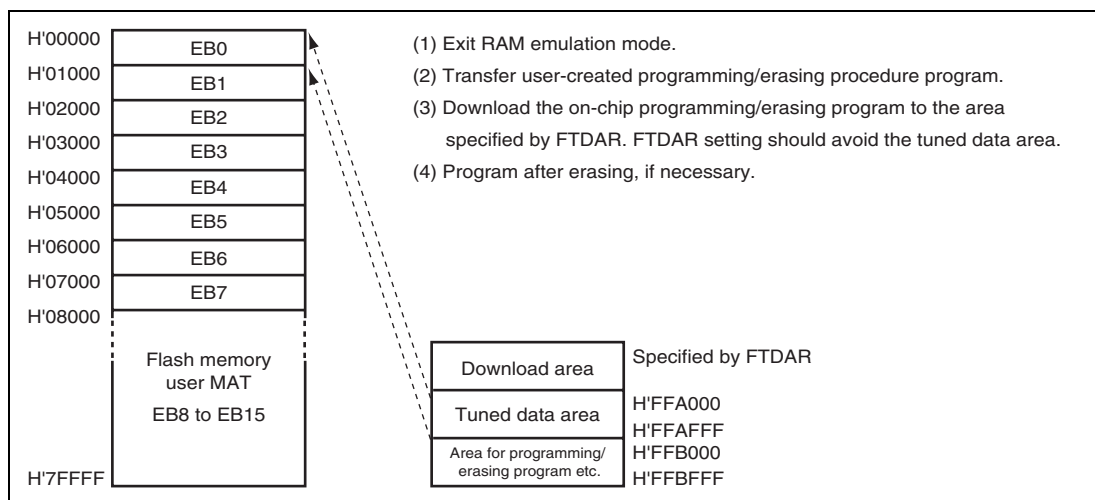 H'00000
EB0
H'01000
EB1
H'02000
EB2
H'03000
EB3
H'04000
EB4
H'05000
EB5
H'06000
EB6
H'07000
EB7
H'08000
Flash memory
user MAT
EB8 to EB15
H'7FFFF
(1) Exit RAM emulation mode.
(2) Transfer user-created programming/erasing procedure program.
(3) Download the on-chip programming/erasing program to the area
specified by FTDAR. FTDAR setting should avoid the tuned data area.
(4) Program after erasing, if necessary.
Download area
Specified by FTDAR
Tuned data area
H'FFA000
H'FFAFFF
Area for programming/
erasing program etc.
H'FFB000
H'FFBFFF